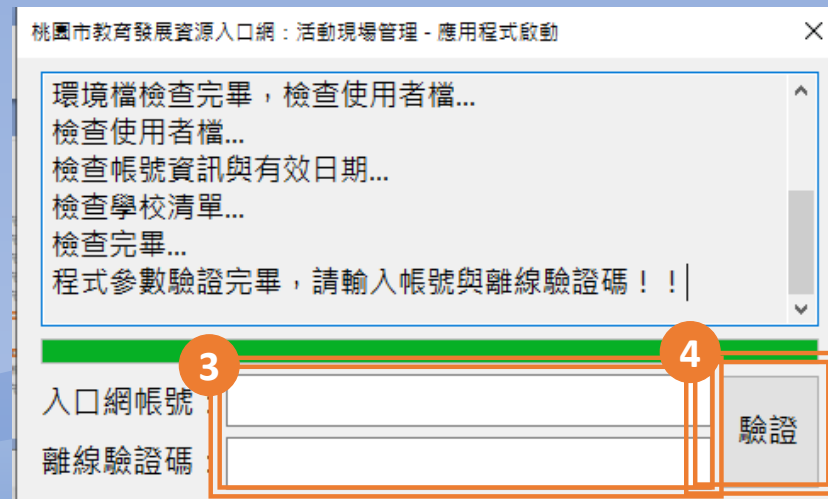 桃園市教育發展資源入口網：活動現場管理 - 應用程式啟動
環境檔檢查完畢，檢查使用者檔...
檢查使用者檔...
檢查帳號資訊與有效日期...
檢查學校清單...
檢查完畢...
程式參數驗證完畢，請輸入帳號與離線驗證碼！！
3
4
入口網帳號：
離線驗證碼：
驗證